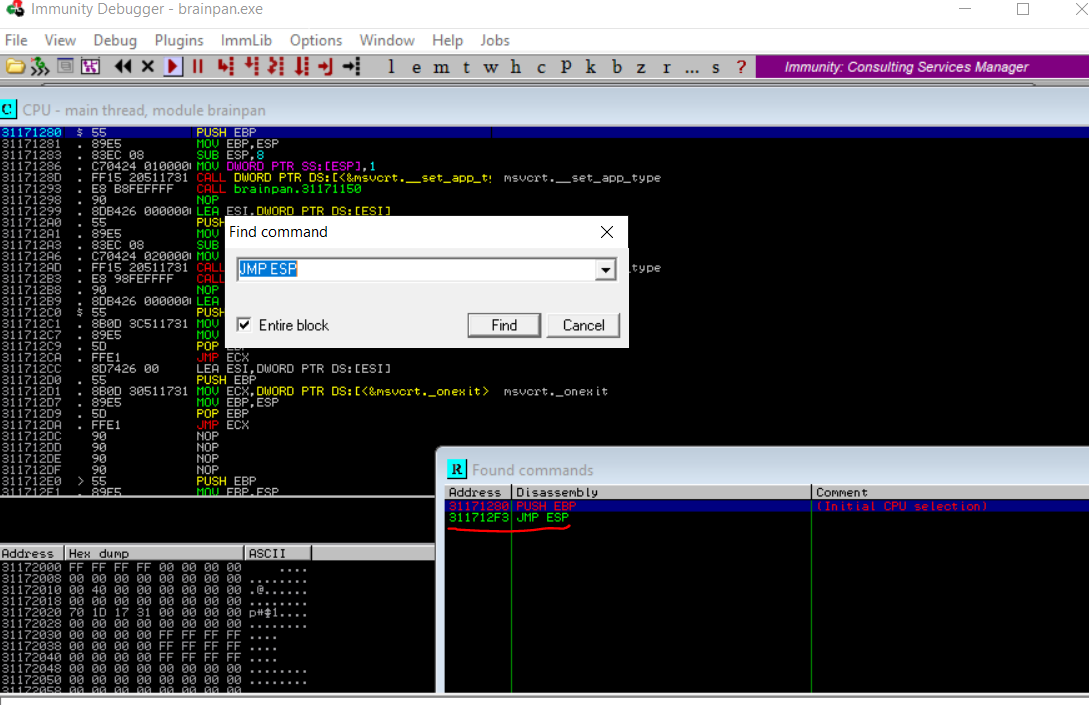 Immunity Debugger - brainpan.exe
File View Debug Plugins ImmLib Options Window Help Jobs
l e m t w h c P k b z r ... s ? Immunity: Consulting Services Manager
C CPU - main thread, module brainpan
31171280 $ 55 PUSH EBP
31171281 . 89E5 MOV EBP,ESP
31171283 . 83EC 08 SUB ESP,8
31171286 . C70424 010000 MOV DWORD PTR SS:[ESP],1
3117128D . FF15 20511731 CALL DWORD PTR DS:[<&msvcrt.__set_app_ty msvcrt.__set_app_type
31171293 . E8 B8FEFFFF CALL brainpan.31171150
31171298 . 90 NOP
31171299 . 8DB426 000000 LEA ESI,DWORD PTR DS:[ESI]
311712A0 . 55 PUSH
311712A1 . 89E5 MOV
311712A3 . 83EC 08 SUB
311712A6 . C70424 020000 MOV
311712AD . FF15 20511731 CALL _type
311712B3 . E8 98FEFFFF CALL
311712B8 . 90 NOP
311712B9 . 8DB426 000000 LEA
311712C0 $ 55 PUSH
311712C1 . 8B0D 3C511731 MOV
311712C7 . 89E5 MOV
311712C9 . 5D POP EBP
311712CA . FFE1 JMP ECX
311712CC 8D7426 00 LEA ESI,DWORD PTR DS:[ESI]
311712D0 . 55 PUSH EBP
311712D1 . 8B0D 30511731 MOV ECX,DWORD PTR DS:[<&msvcrt._onexit> msvcrt._onexit
311712D7 . 89E5 MOV EBP,ESP
311712D9 . 5D POP EBP
311712DA . FFE1 JMP ECX
311712DC 90 NOP
311712DD 90 NOP
311712DE 90 NOP
311712DF 90 NOP
311712E0 > 55 PUSH EBP
311712E1 . 89E5 MOV EBP,ESP
Find command
JMP ESP
Entire block Find Cancel
R Found commands
Address Disassembly Comment
31171280 PUSH EBP (Initial CPU selection)
311712F3 JMP ESP
Address Hex dump ASCII
31172000 FF FF FF FF 00 00 00 00 ....
31172008 00 00 00 00 00 00 00 00 ........
31172010 00 40 00 00 00 00 00 00 .@......
31172018 00 00 00 00 00 00 00 00 ........
31172020 70 1D 17 31 00 00 00 00 p#$1....
31172028 00 00 00 00 00 00 00 00 ........
31172030 00 00 00 00 FF FF FF FF ....
31172038 00 00 00 00 FF FF FF FF ....
31172040 00 00 00 00 FF FF FF FF ....
31172048 00 00 00 00 00 00 00 00 ........
31172050 00 00 00 00 00 00 00 00 ........
31172058 00 00 00 00 00 00 00 00 ........